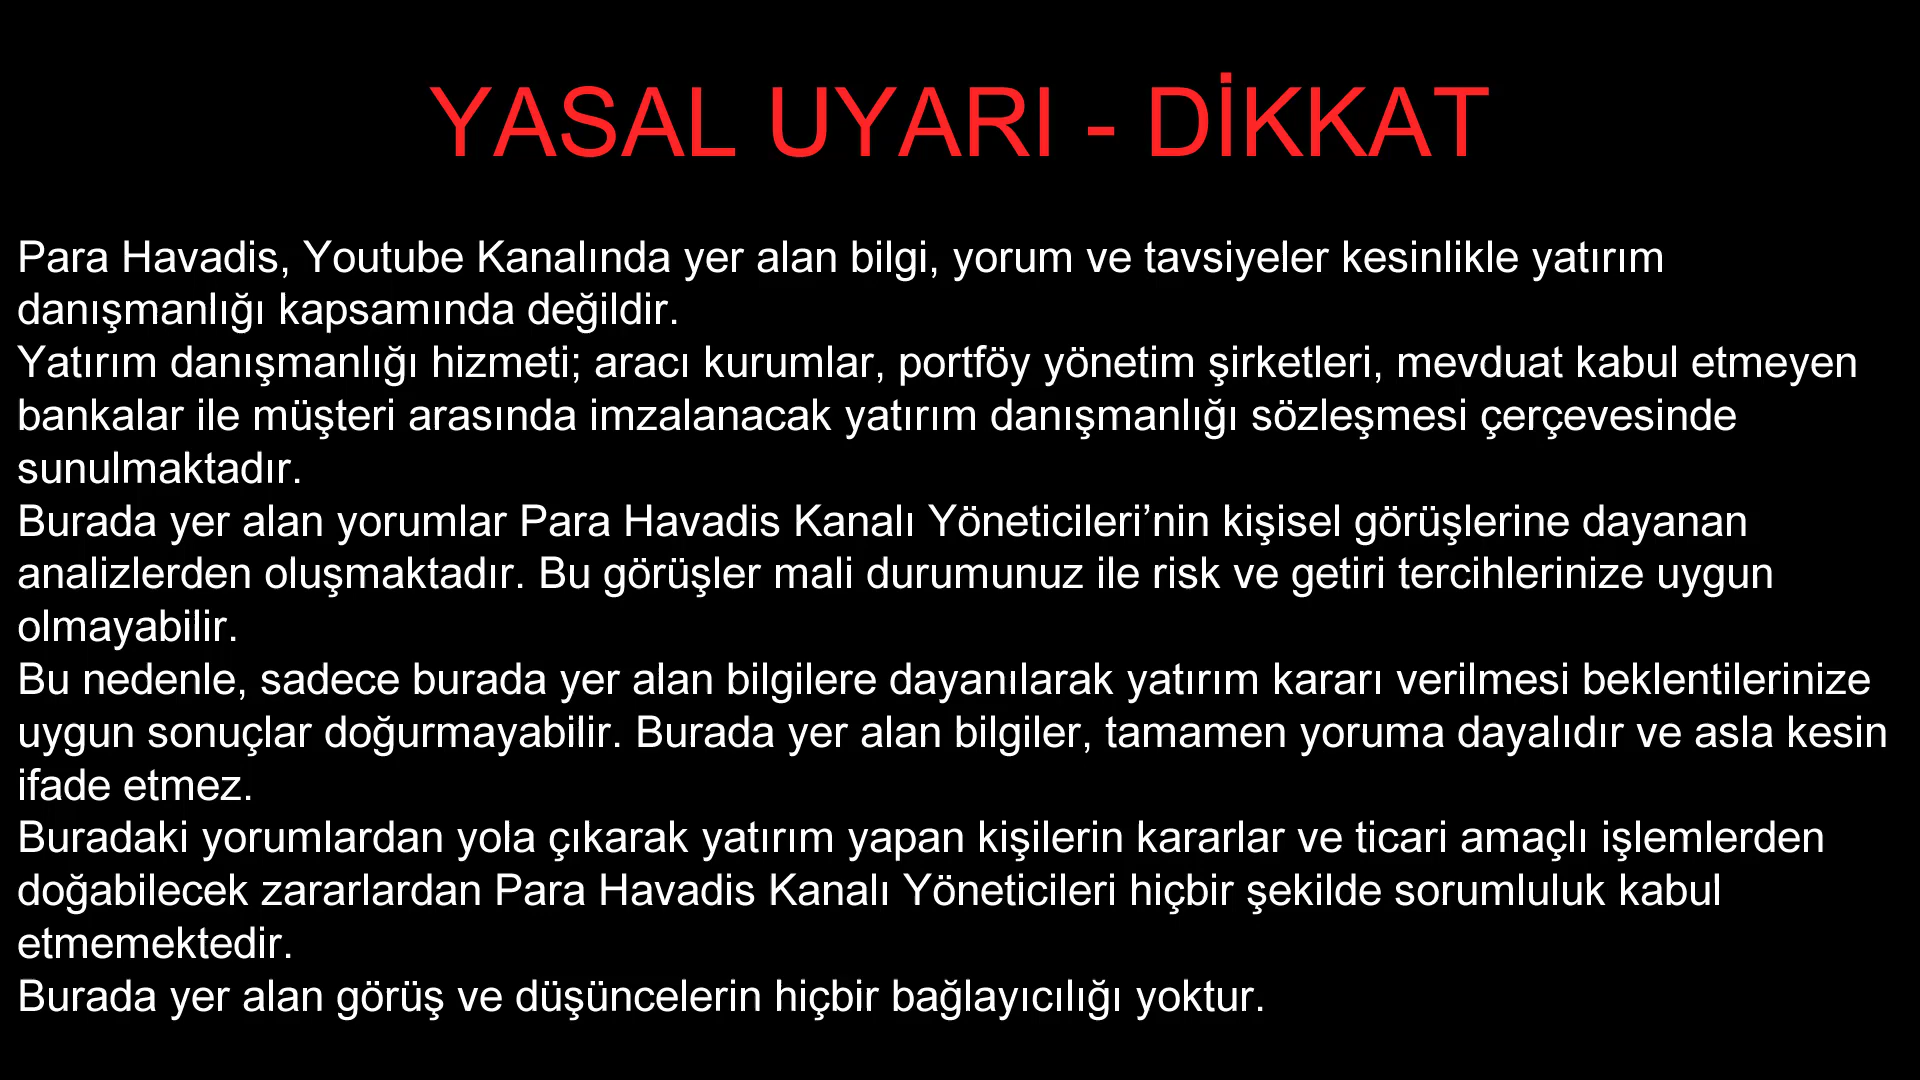 YASAL UYARI - DİKKAT
Para Havadis, Youtube Kanalında yer alan bilgi, yorum ve tavsiyeler kesinlikle yatırım
danışmanlığı kapsamında değildir.
Yatırım danışmanlığı hizmeti; aracı kurumlar, portföy yönetim şirketleri, mevduat kabul etmeyen
bankalar ile müşteri arasında imzalanacak yatırım danışmanlığı sözleşmesi çerçevesinde
sunulmaktadır.
Burada yer alan yorumlar Para Havadis Kanalı Yöneticileri’nin kişisel görüşlerine dayanan
analizlerden oluşmaktadır. Bu görüşler mali durumunuz ile risk ve getiri tercihlerinize uygun
olmayabilir.
Bu nedenle, sadece burada yer alan bilgilere dayanılarak yatırım kararı verilmesi beklentilerinize
uygun sonuçlar doğurmayabilir. Burada yer alan bilgiler, tamamen yoruma dayalıdır ve asla kesin
ifade etmez.
Buradaki yorumlardan yola çıkarak yatırım yapan kişilerin kararlar ve ticari amaçlı işlemlerden
doğabilecek zararlardan Para Havadis Kanalı Yöneticileri hiçbir şekilde sorumluluk kabul
etmemektedir.
Burada yer alan görüş ve düşüncelerin hiçbir bağlayıcılığı yoktur.